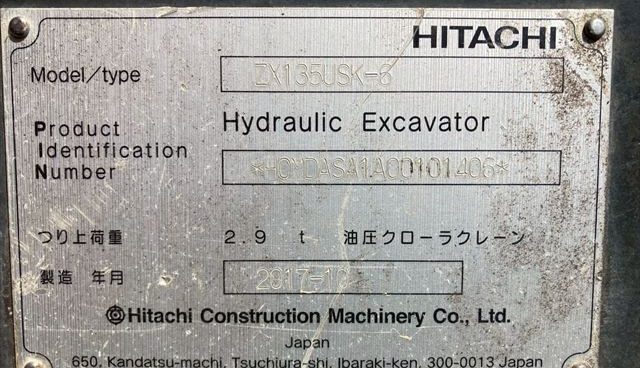 HITACHI
Model/type ZX135USK-6
Product Hydraulic Excavator
Identification
Number
つり上荷重 2.9 t 油圧クローラクレーン
製造 年月 2017-10
Hitachi Construction Machinery Co., Ltd.
Japan
650, Kandatsu-machi, Tsuchiura-shi, Ibaraki-ken, 300-0013 Japan